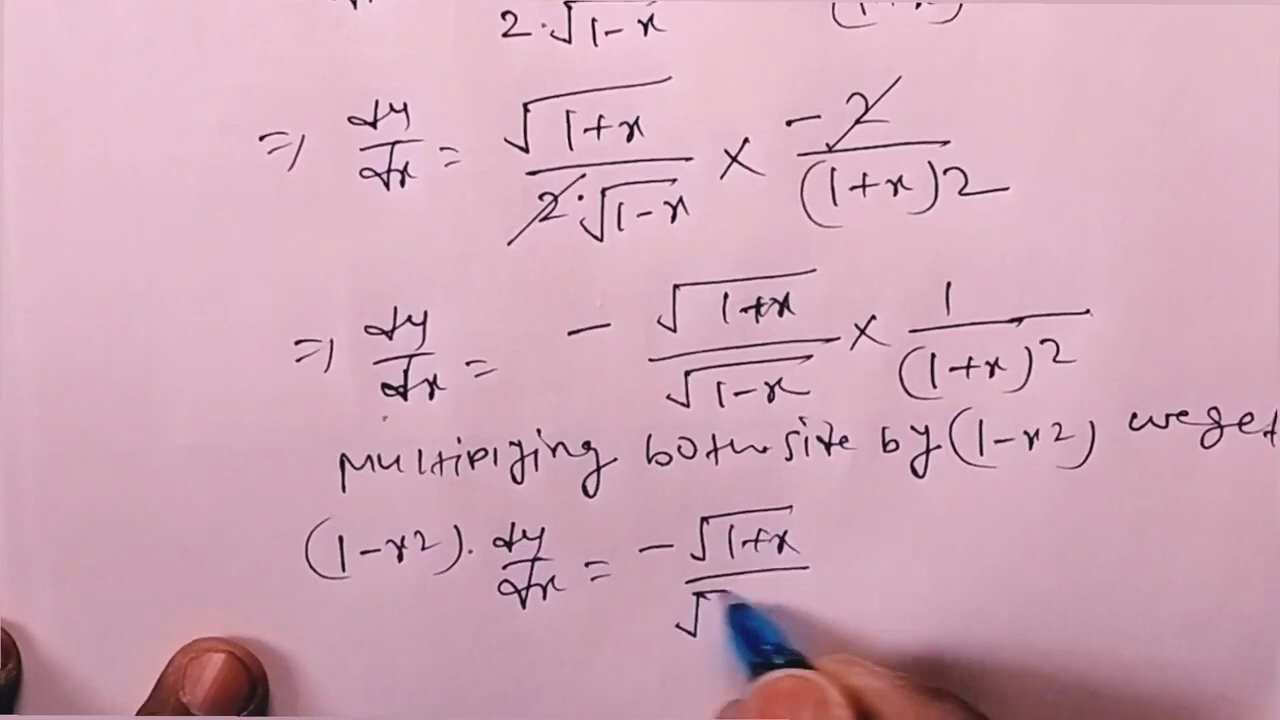 2·√1-x (1+x)
⇒ dy/dx = √1+x / 2·√1-x × -2 / (1+x)2
⇒ dy/dx = - √1+x / √1-x × 1 / (1+x)2
Multiplying both side by (1-x2) we get
(1-x2)· dy/dx = -√1+x / √